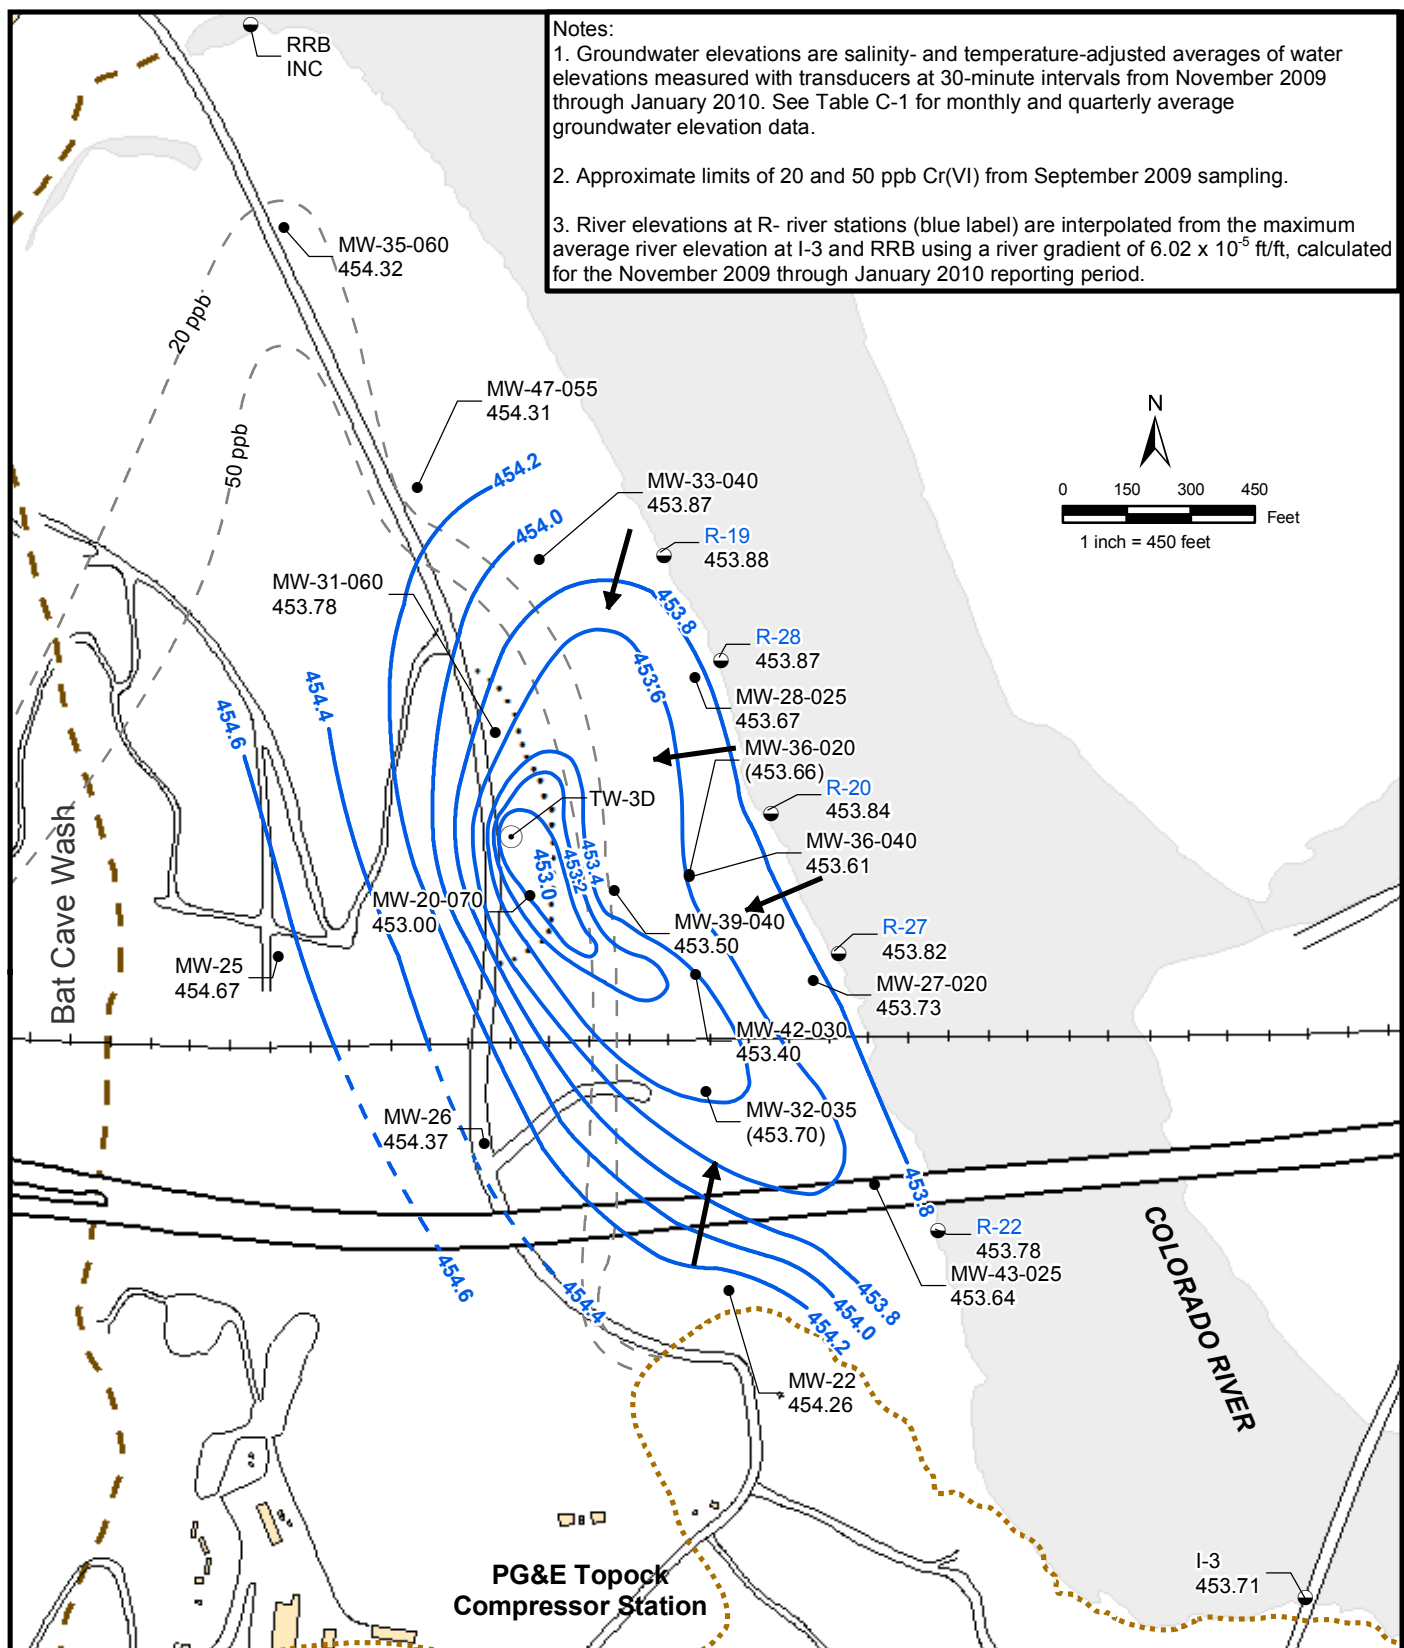 Notes:
1. Groundwater elevations are salinity- and temperature-adjusted averages of water
elevations measured with transducers at 30-minute intervals from November 2009
through January 2010. See Table C-1 for monthly and quarterly average
groundwater elevation data.
2. Approximate limits of 20 and 50 ppb Cr(VI) from September 2009 sampling.
3. River elevations at R- river stations (blue label) are interpolated from the maximum
average river elevation at I-3 and RRB using a river gradient of 6.02 x 10⁻⁵ ft/ft, calculated
for the November 2009 through January 2010 reporting period.
RRB
INC
MW-35-060
454.32
20 ppb
50 ppb
MW-47-055
454.31
454.2
454.0
MW-33-040
453.87
R-19
453.88
N
0 150 300 450
Feet
1 inch = 450 feet
MW-31-060
453.78
453.8
R-28
453.87
453.6
MW-28-025
453.67
454.4
454.6
MW-36-020
(453.66)
R-20
453.84
TW-3D
MW-36-040
453.61
453.4
453.2
453.0
Bat Cave Wash
MW-20-070
453.00
MW-39-040
453.50
R-27
453.82
MW-25
454.67
MW-27-020
453.73
MW-42-030
453.40
MW-26
454.37
MW-32-035
(453.70)
453.8
R-22
453.78
MW-43-025
453.64
COLORADO RIVER
454.6
454.4
453.8
454.0
454.2
MW-22
454.26
I-3
453.71
PG&E Topock
Compressor Station